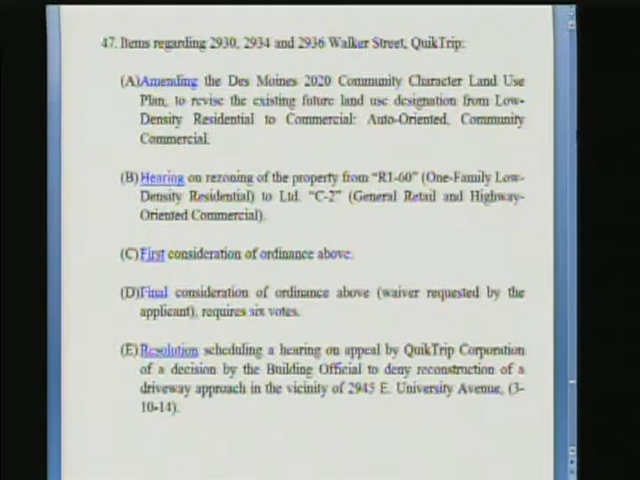 47. Items regarding 2930, 2934 and 2936 Walker Street, QuikTrip:
(A)Amending the Des Moines 2020 Community Character Land Use
Plan, to revise the existing future land use designation from Low-
Density Residential to Commercial: Auto-Oriented, Community
Commercial.
(B)Hearing on rezoning of the property from “R1-60” (One-Family Low-
Density Residential) to Ltd. “C-2” (General Retail and Highway-
Oriented Commercial).
(C)First consideration of ordinance above.
(D)Final consideration of ordinance above (waiver requested by the
applicant), requires six votes.
(E)Resolution scheduling a hearing on appeal by QuikTrip Corporation
of a decision by the Building Official to deny reconstruction of a
driveway approach in the vicinity of 2945 E. University Avenue, (3-
10-14).